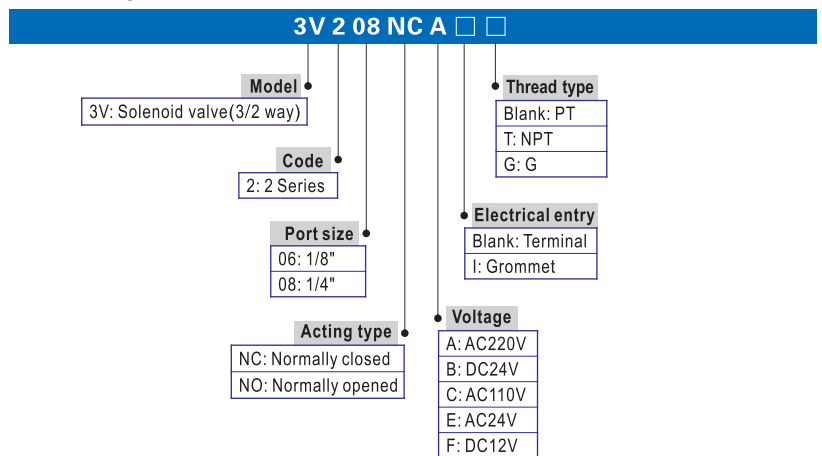 3V 2 08 NC A □ □
Model
3V: Solenoid valve(3/2 way)
Code
2: 2 Series
Port size
06: 1/8"
08: 1/4"
Acting type
NC: Normally closed
NO: Normally opened
Thread type
Blank: PT
T: NPT
G: G
Electrical entry
Blank: Terminal
I: Grommet
Voltage
A: AC220V
B: DC24V
C: AC110V
E: AC24V
F: DC12V